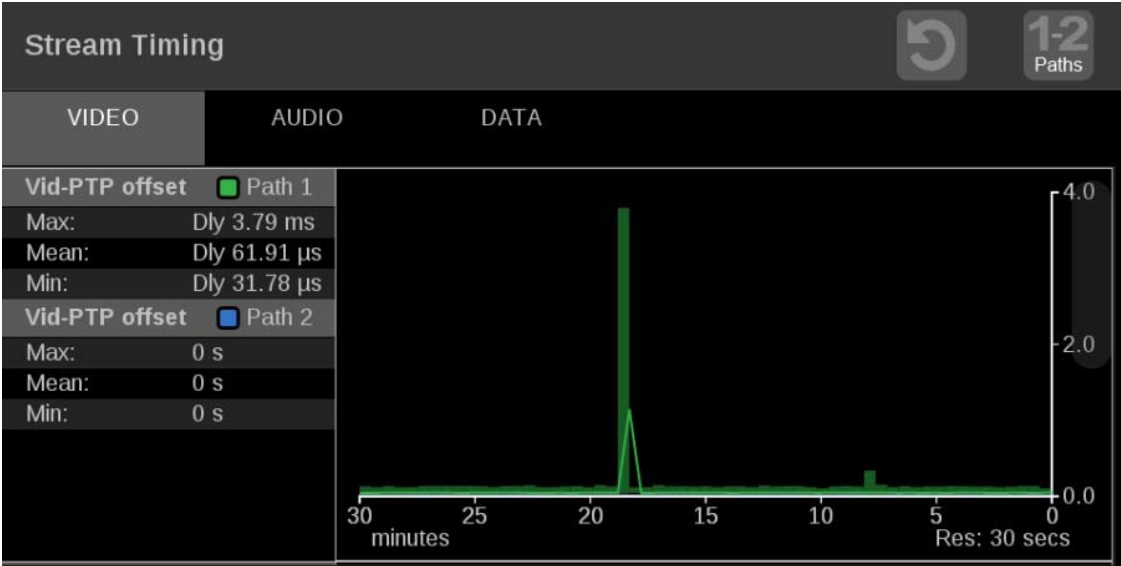 Stream Timing
1-2
Paths
VIDEO AUDIO DATA
Vid-PTP offset Path 1
Max: Dly 3.79 ms
Mean: Dly 61.91 µs
Min: Dly 31.78 µs
Vid-PTP offset Path 2
Max: 0 s
Mean: 0 s
Min: 0 s
4.0
2.0
0.0
30 25 20 15 10 5 0
minutes Res: 30 secs